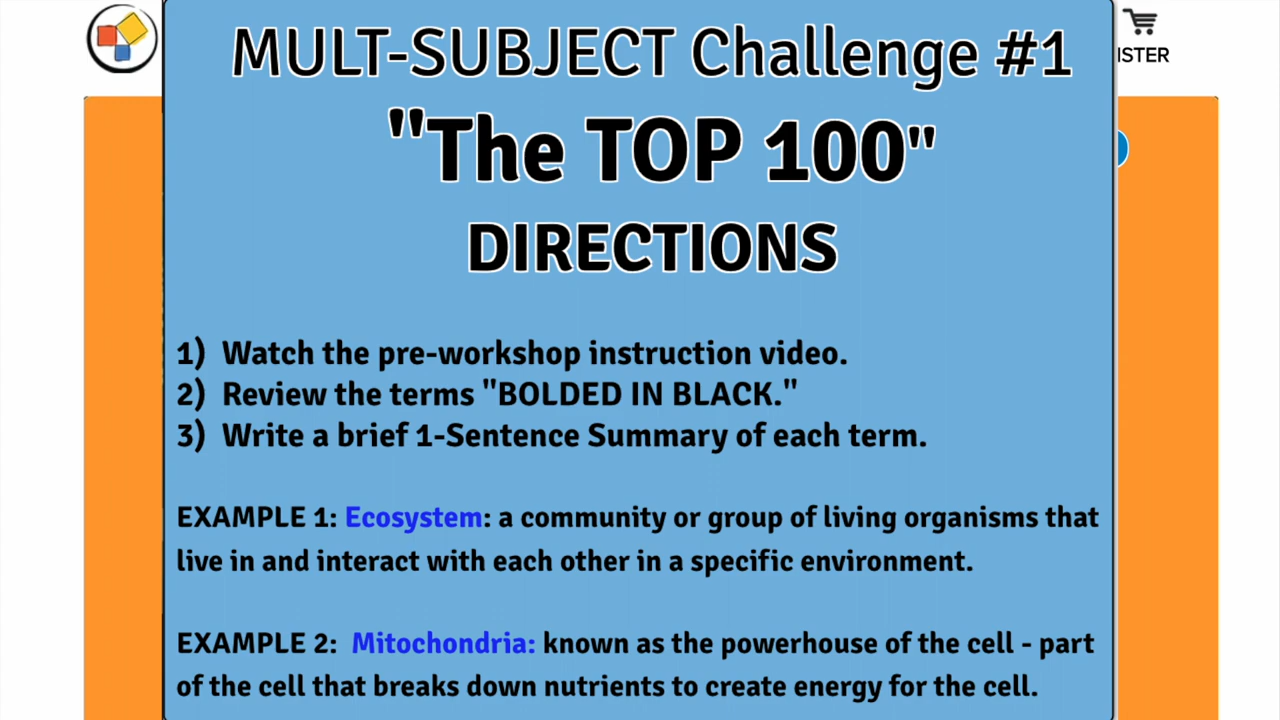 MULT-SUBJECT Challenge #1
ISTER
"The TOP 100"
DIRECTIONS
1) Watch the pre-workshop instruction video.
2) Review the terms "BOLDED IN BLACK."
3) Write a brief 1-Sentence Summary of each term.
EXAMPLE 1: Ecosystem: a community or group of living organisms that
live in and interact with each other in a specific environment.
EXAMPLE 2: Mitochondria: known as the powerhouse of the cell - part
of the cell that breaks down nutrients to create energy for the cell.